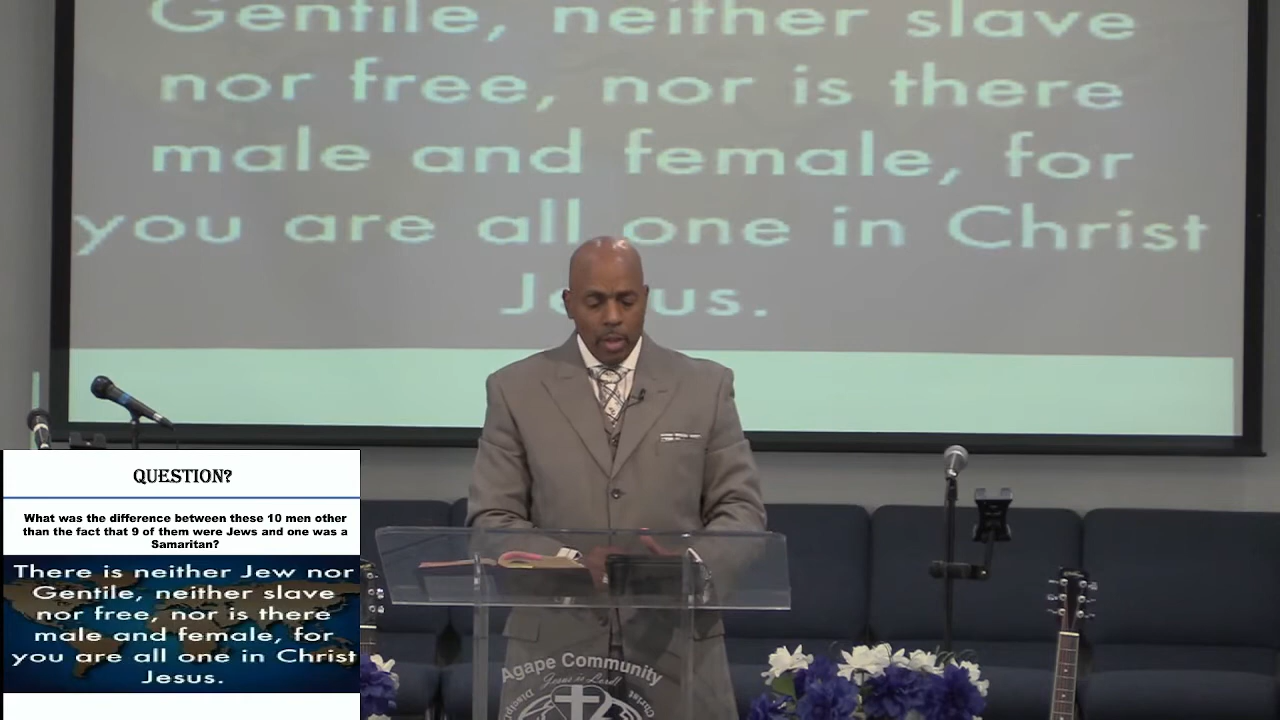 Gentile, neither slave
nor free, nor is there
male and female, for
you are all one in Christ
QUESTION?
What was the difference between these 10 men other
than the fact that 9 of them were Jews and one was a
Samaritan?
There is neither Jew nor
Gentile, neither slave
nor free, nor is there
male and female, for
you are all one in Christ
Jesus.
Agape Community
Jesus is Lord!
Christ